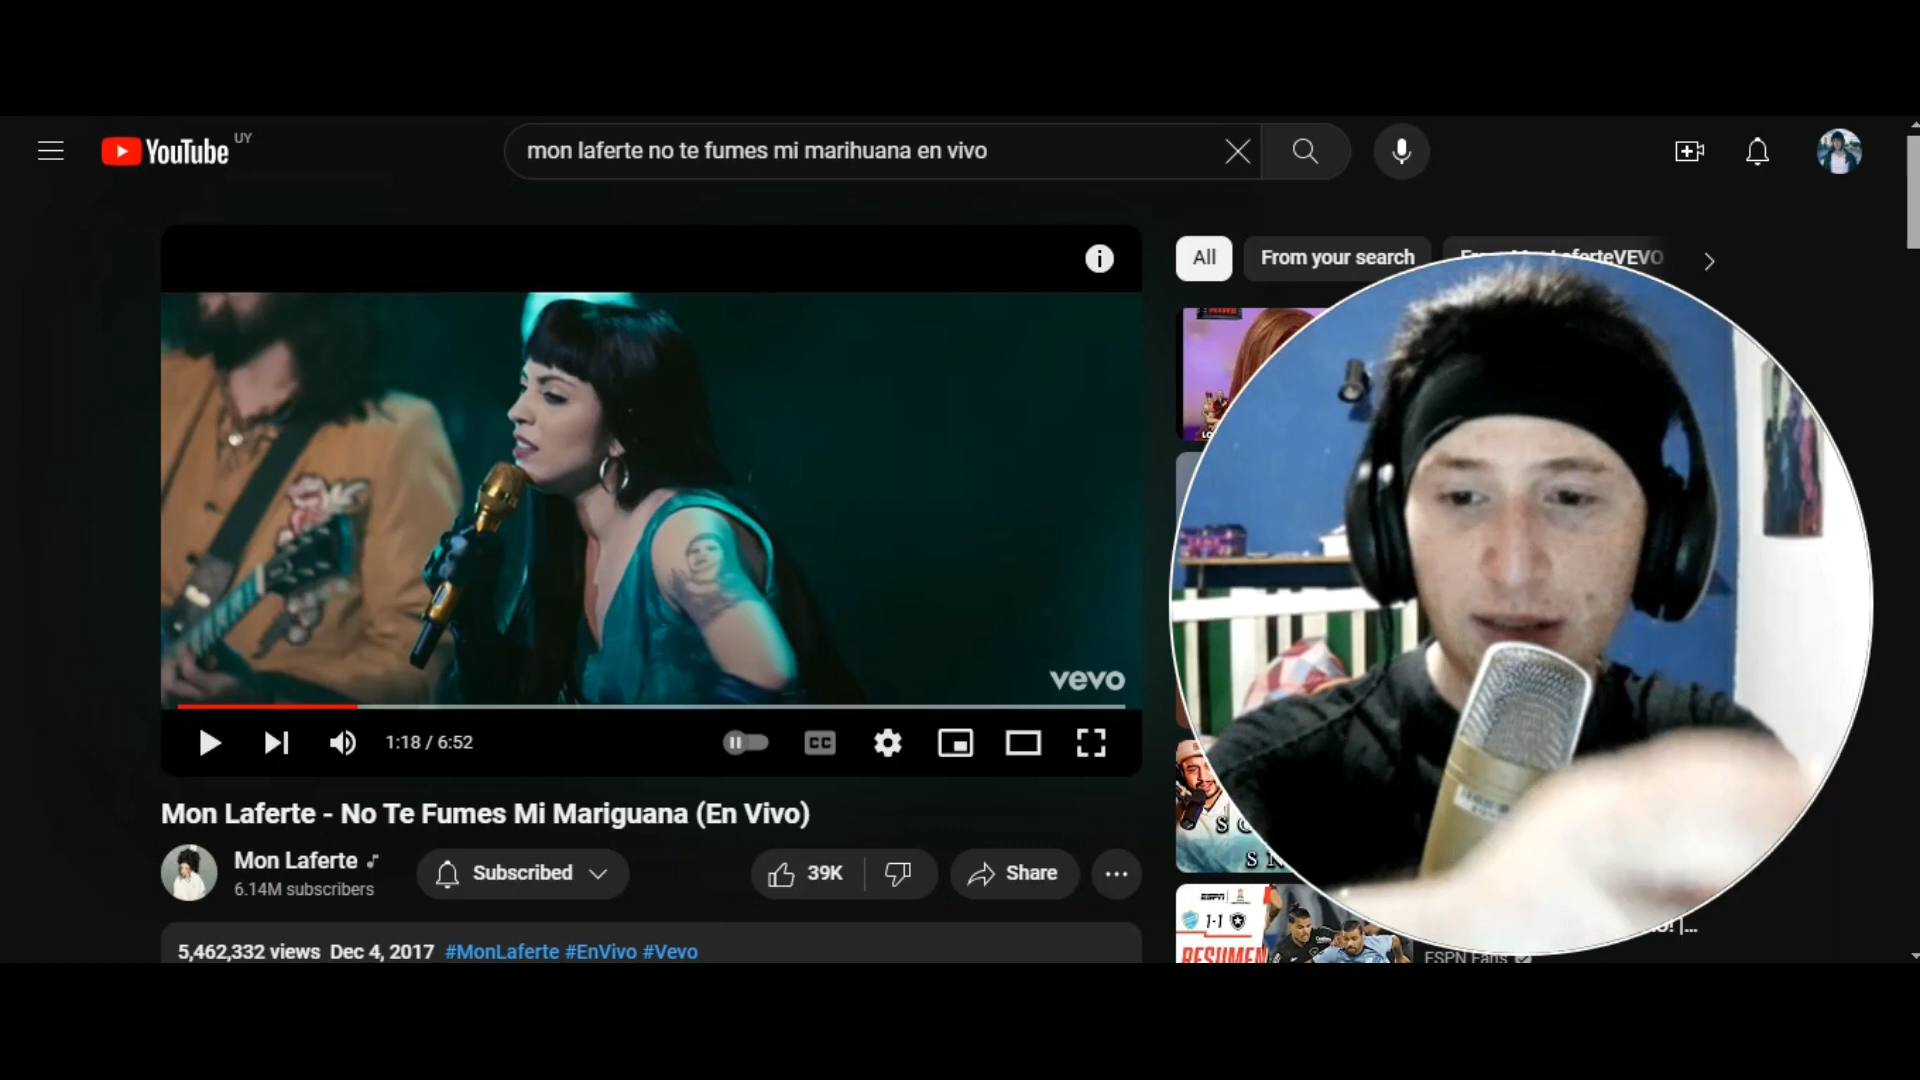 YouTube UY
mon laferte no te fumes mi marihuana en vivo
All
From your search
vevo
1:18 / 6:52
CC
Mon Laferte - No Te Fumes Mi Mariguana (En Vivo)
Mon Laferte
6.14M subscribers
Subscribed
39K
Share
5,462,332 views Dec 4, 2017 #MonLaferte #EnVivo #Vevo
ESPN
1-1
RESUMEN
ESPN Fans